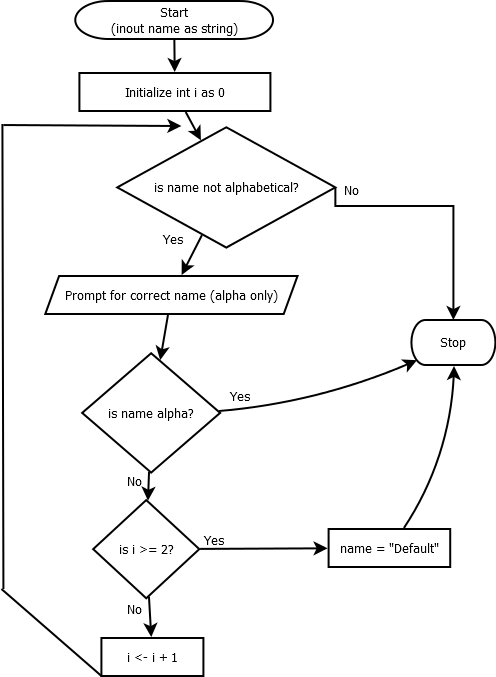 Start
(inout name as string)
Initialize int i as 0
is name not alphabetical?
No
Yes
Prompt for correct name (alpha only)
Stop
Yes
is name alpha?
No
Yes
is i >= 2?
name = "Default"
No
i <- i + 1